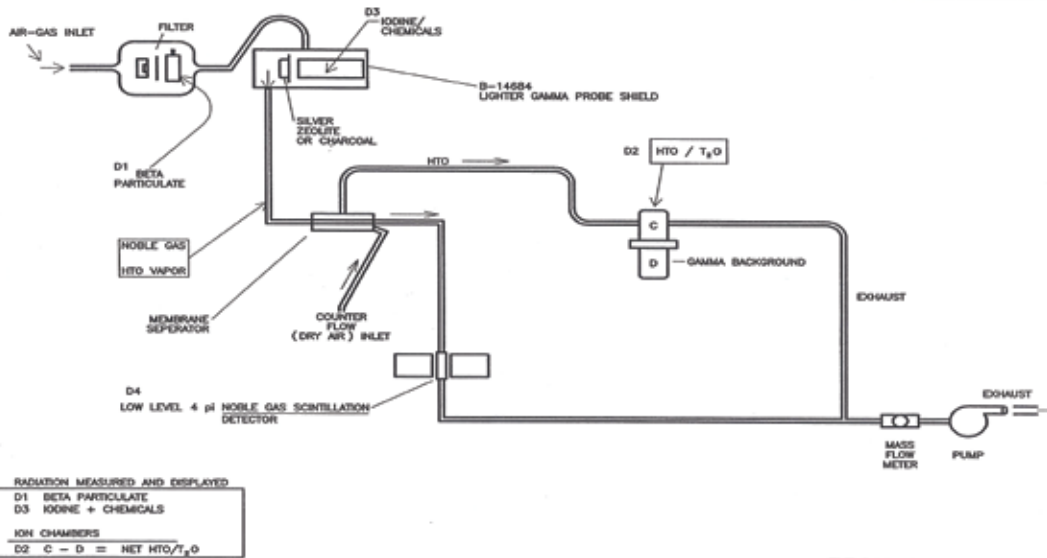 AIR-GAS INLET
FILTER
D3
IODINE/
CHEMICALS
B-14684
LIGHTER GAMMA PROBE SHIELD
SILVER
ZEOLITE
OR CHARCOAL
D1 BETA
PARTICULATE
HTO
D2
HTO / T₂O
C
D
GAMMA BACKGROUND
NOBLE GAS
HTO VAPOR
MEMBRANE
SEPERATOR
COUNTER
FLOW
(DRY AIR) INLET
EXHAUST
D4
LOW LEVEL 4 pi NOBLE GAS SCINTILLATION
DETECTOR
EXHAUST
MASS
FLOW
METER
PUMP
RADIATION MEASURED AND DISPLAYED
D1 BETA PARTICULATE
D3 IODINE + CHEMICALS
ION CHAMBERS
D2 C - D = NET HTO/T₂O